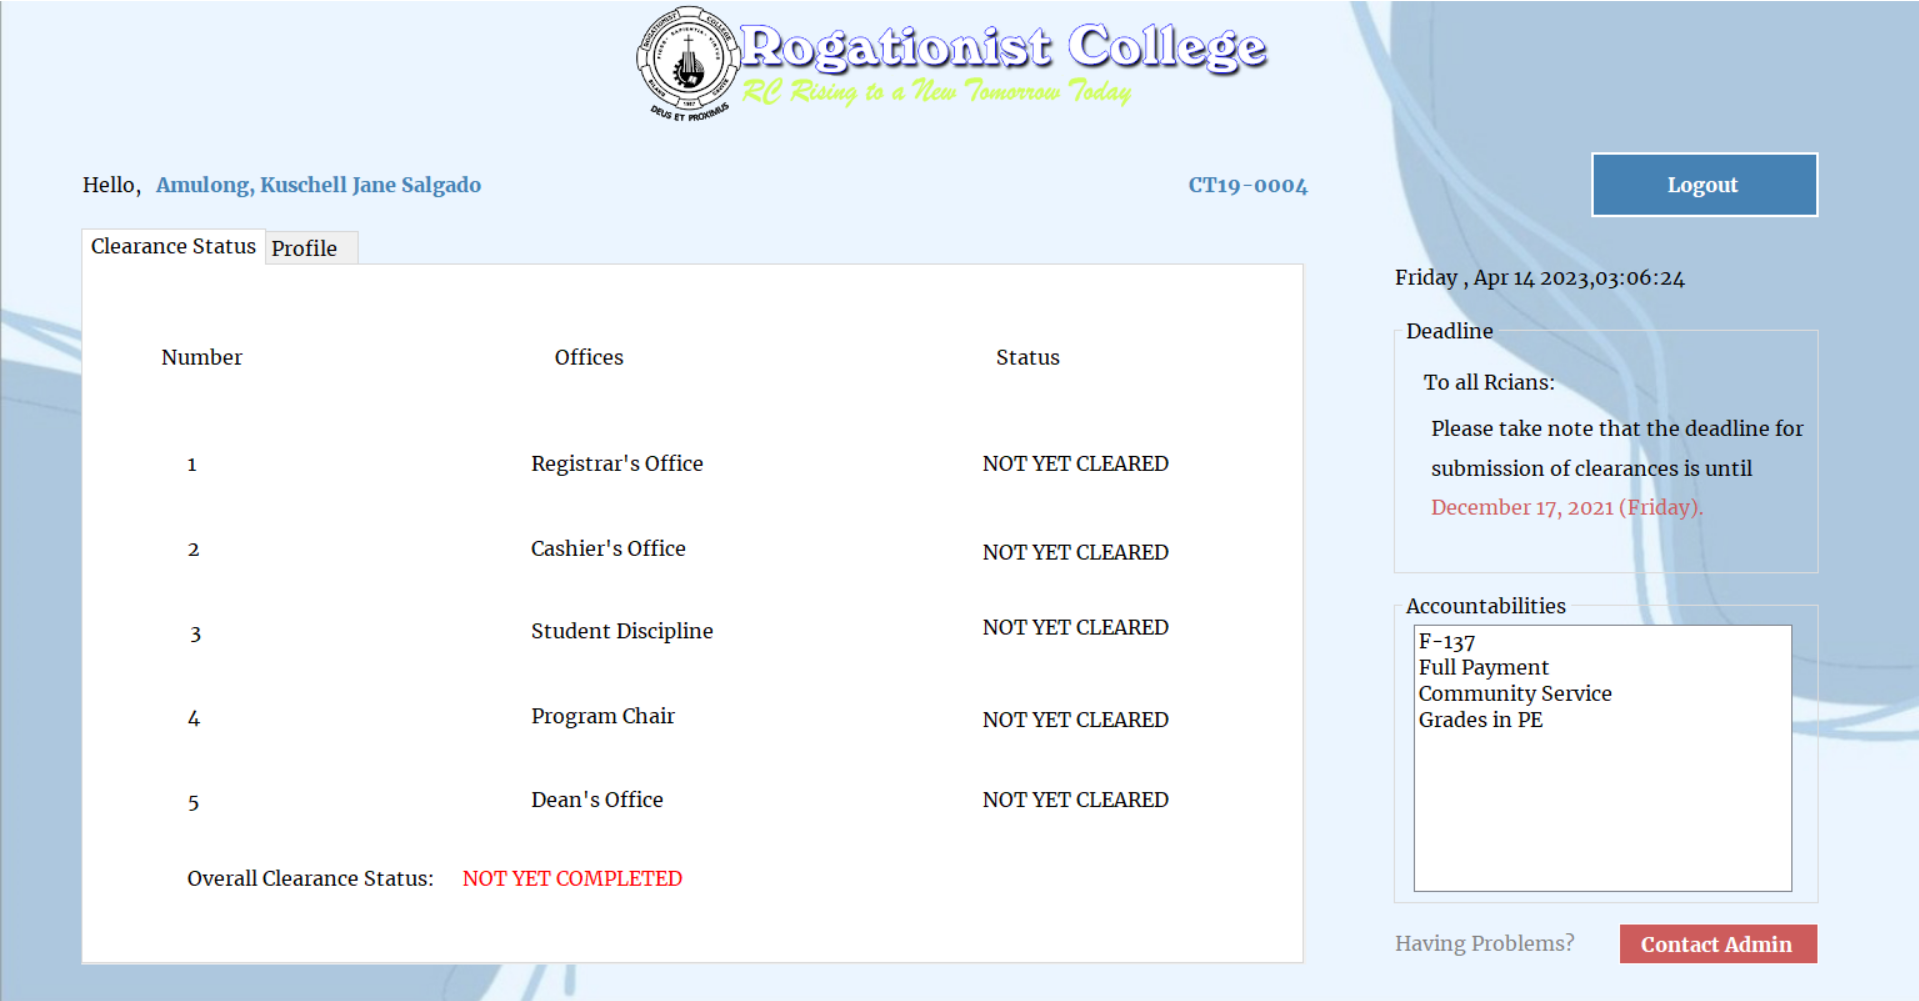 Rogationist College
RC Rising to a New Tomorrow Today
ROGATIONIST COLLEGE
DEUS ET PROXIMUS
1987
Hello, Amulong, Kuschell Jane Salgado
CT19-0004
Logout
Clearance Status
Profile
Number Offices Status
1 Registrar's Office NOT YET CLEARED
2 Cashier's Office NOT YET CLEARED
3 Student Discipline NOT YET CLEARED
4 Program Chair NOT YET CLEARED
5 Dean's Office NOT YET CLEARED
Overall Clearance Status: NOT YET COMPLETED
Friday , Apr 14 2023,03:06:24
Deadline
To all Rcians:
Please take note that the deadline for
submission of clearances is until
December 17, 2021 (Friday).
Accountabilities
F-137
Full Payment
Community Service
Grades in PE
Having Problems?
Contact Admin